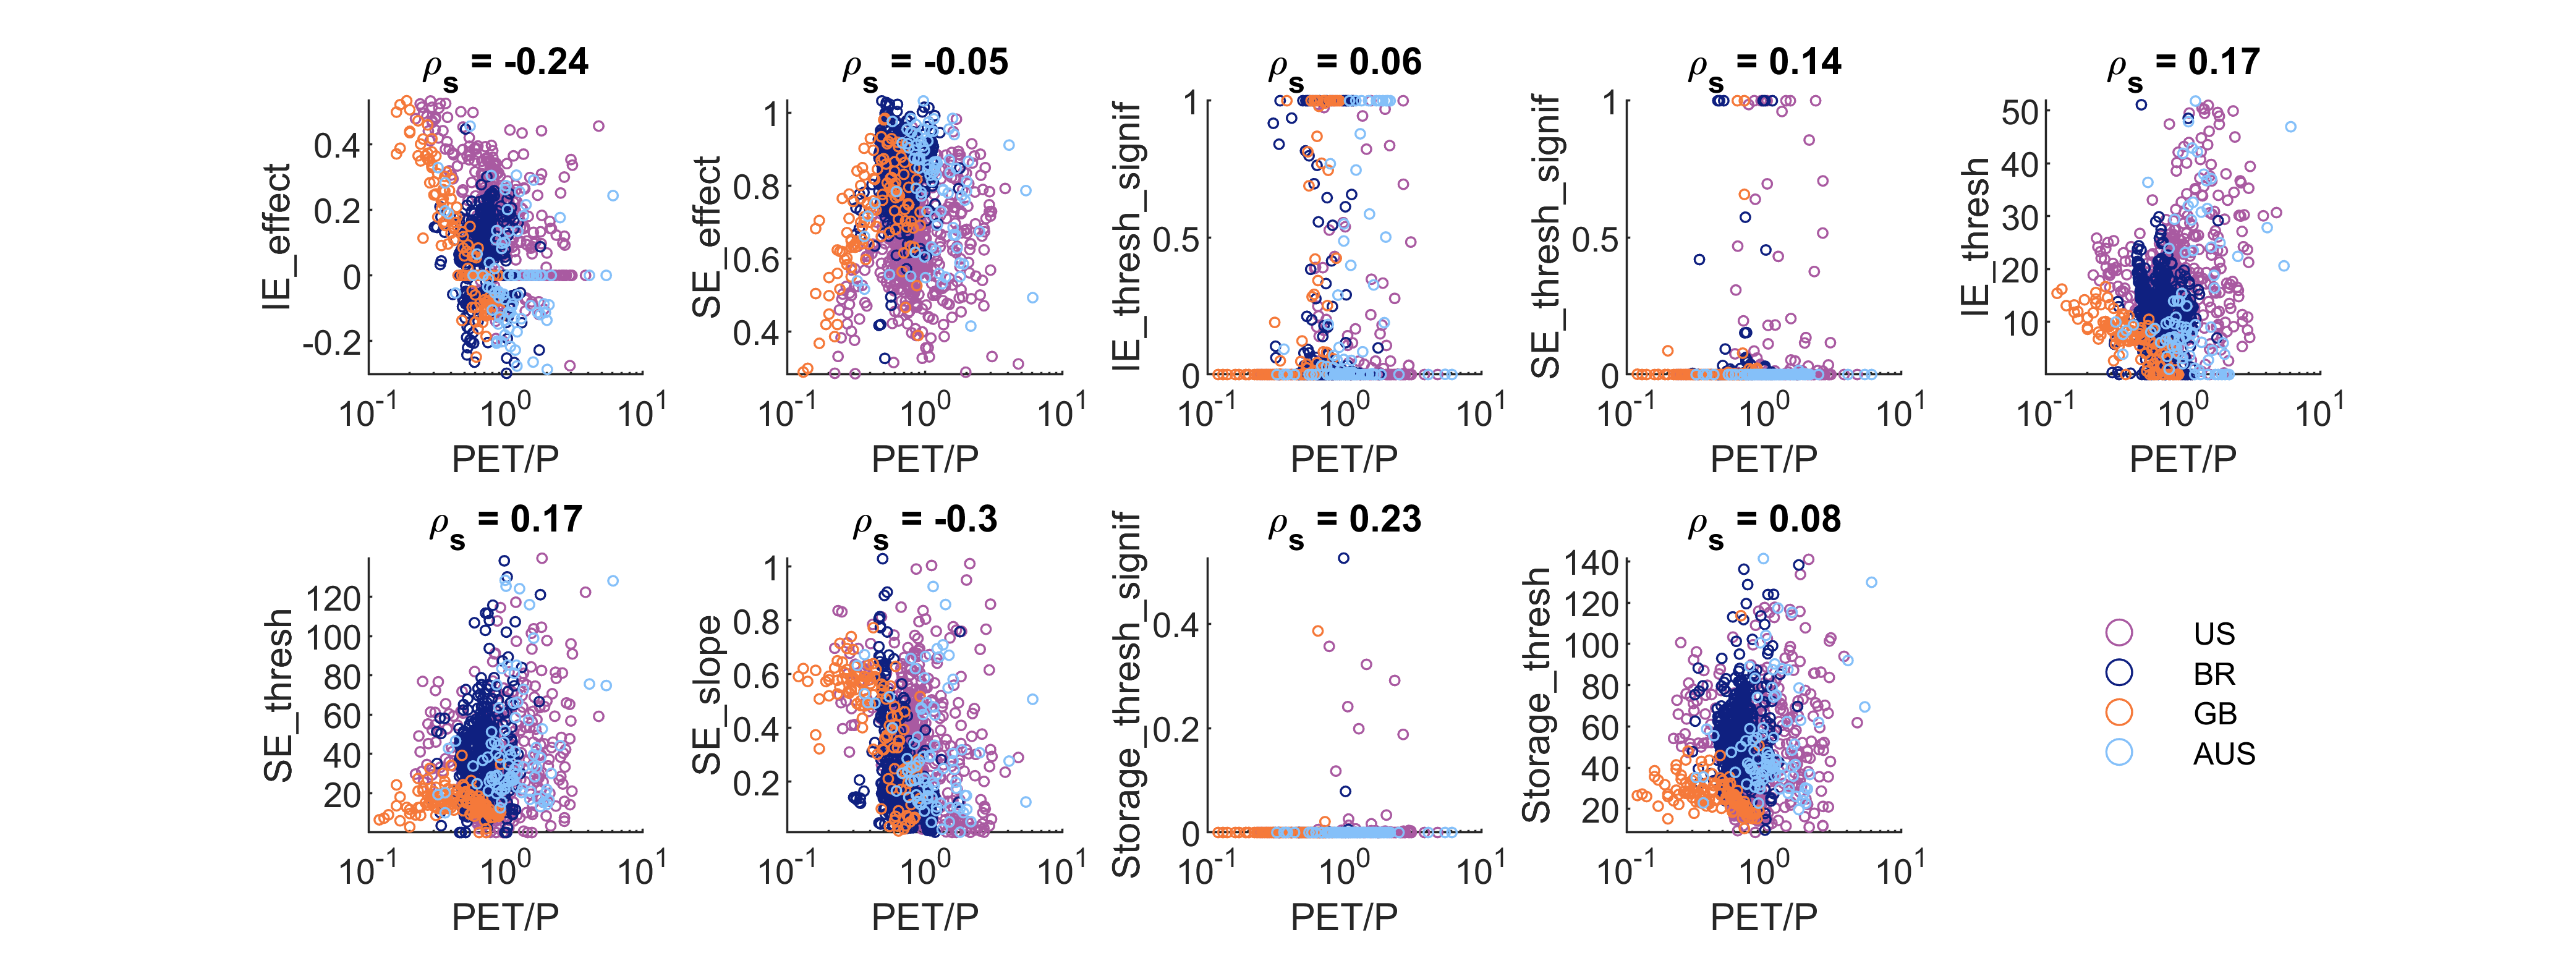 ρs = -0.24
IE_effect
0.4
0.2
0
-0.2
10-1
100
101
PET/P
ρs = -0.05
SE_effect
1
0.8
0.6
0.4
10-1
100
101
PET/P
ρs = 0.06
IE_thresh_signif
1
0.5
0
10-1
100
101
PET/P
ρs = 0.14
SE_thresh_signif
1
0.5
0
10-1
100
101
PET/P
ρs = 0.17
IE_thresh
50
40
30
20
10
10-1
100
101
PET/P
ρs = 0.17
SE_thresh
120
100
80
60
40
20
10-1
100
101
PET/P
ρs = -0.3
SE_slope
1
0.8
0.6
0.4
0.2
10-1
100
101
PET/P
ρs = 0.23
Storage_thresh_signif
0.4
0.2
0
10-1
100
101
PET/P
ρs = 0.08
Storage_thresh
140
120
100
80
60
40
20
10-1
100
101
PET/P
US
BR
GB
AUS